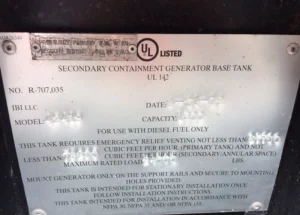 UL LISTED
SECONDARY CONTAINMENT GENERATOR BASE TANK
UL 142
NO. R-707,035
IBI LLC DATE:
MODEL: CAPACITY:
FOR USE WITH DIESEL FUEL ONLY
THIS TANK REQUIRES EMERGENCY RELIEF VENTING NOT LESS THAN
CUBIC FEET PER HOUR (PRIMARY TANK) AND NOT
LESS THAN CUBIC FEET PER HOUR (SECONDARY/ANNULAR SPACE)
MAXIMUM RATED LBS.
MOUNT GENERATOR ONLY ON THE SUPPORT RAILS AND SECURE TO MOUNTING
HOLES PROVIDED.
THIS TANK IS INTENDED FOR STATIONARY INSTALLATION ONLY
FOLLOW INSTALLATION INSTRUCTIONS
THIS TANK INTENDED FOR INSTALLATION IN ACCORDANCE WITH
NFPA 30, NFPA 37 AND/OR NFPA